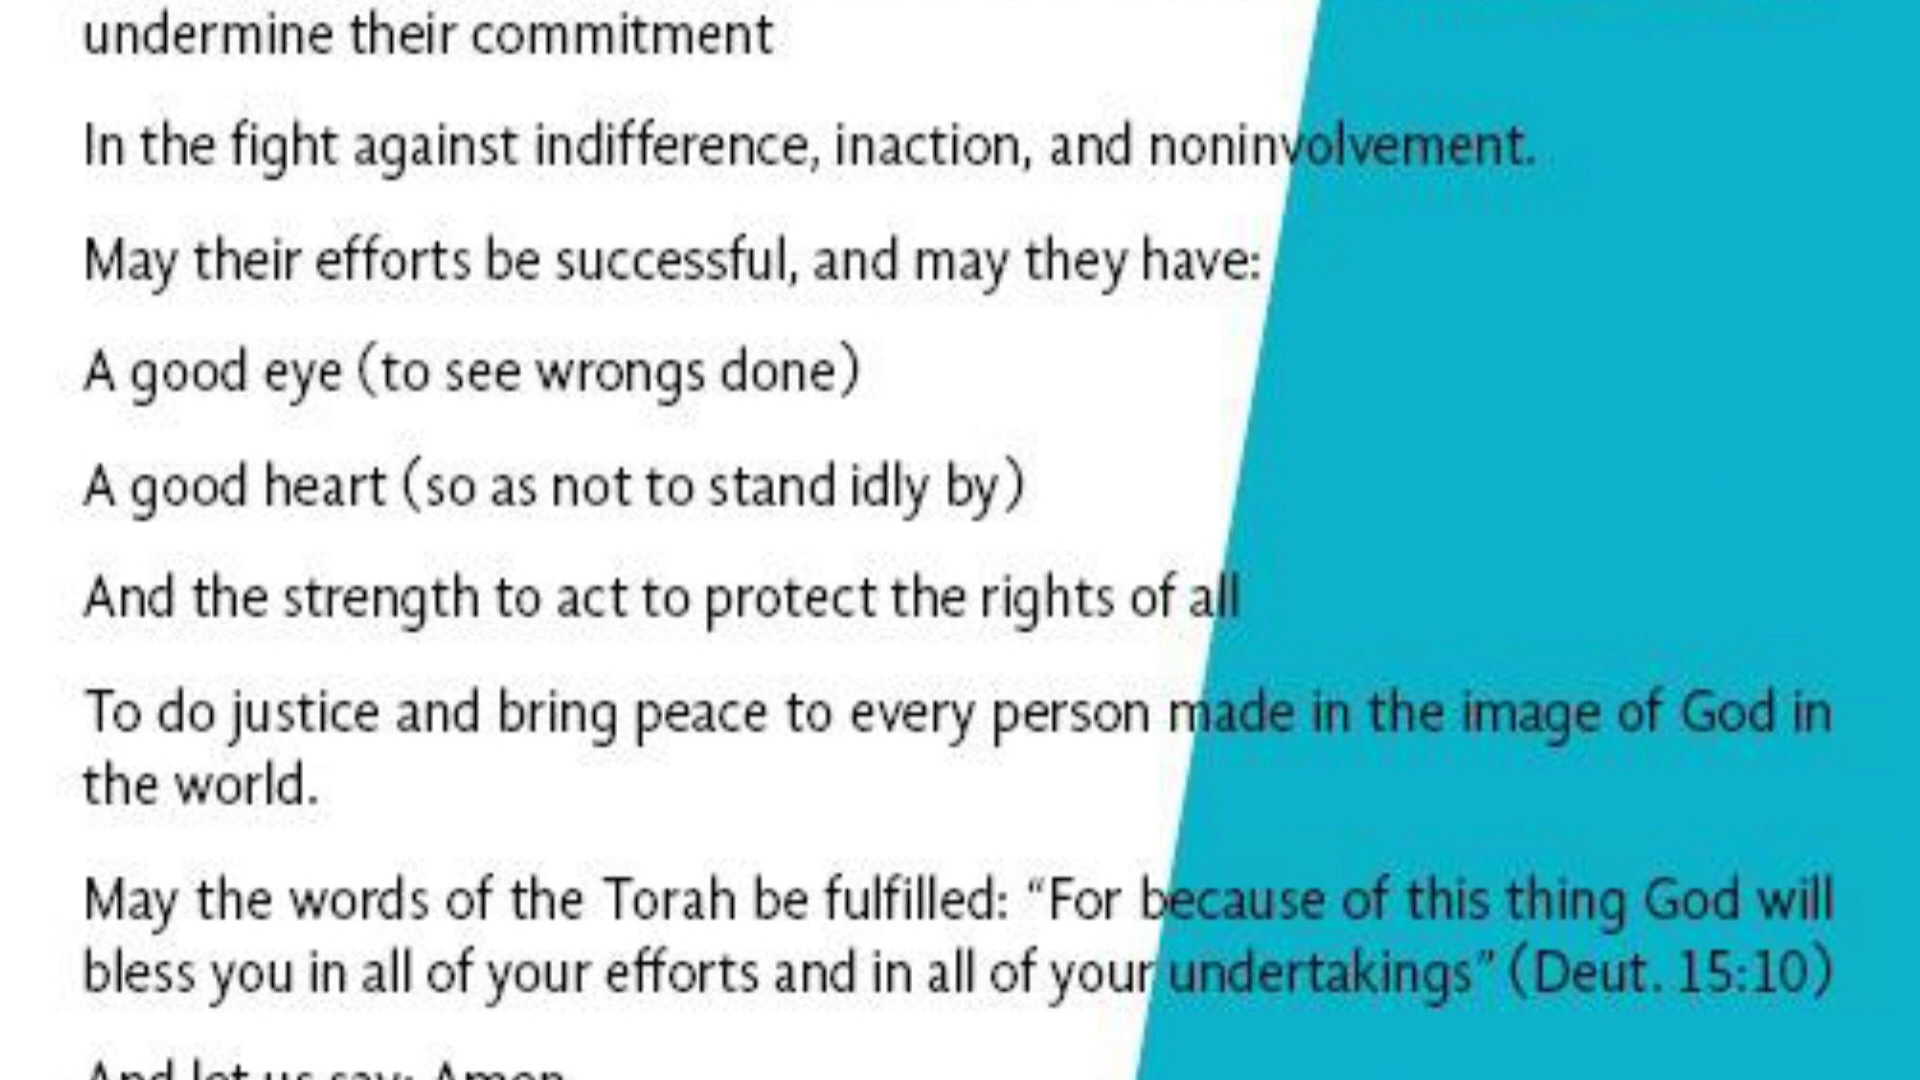 undermine their commitment
In the fight against indifference, inaction, and noninvolvement.
May their efforts be successful, and may they have:
A good eye (to see wrongs done)
A good heart (so as not to stand idly by)
And the strength to act to protect the rights of all
To do justice and bring peace to every person made in the image of God in
the world.
May the words of the Torah be fulfilled: “For because of this thing God will
bless you in all of your efforts and in all of your undertakings” (Deut. 15:10)
And let us say: Amen